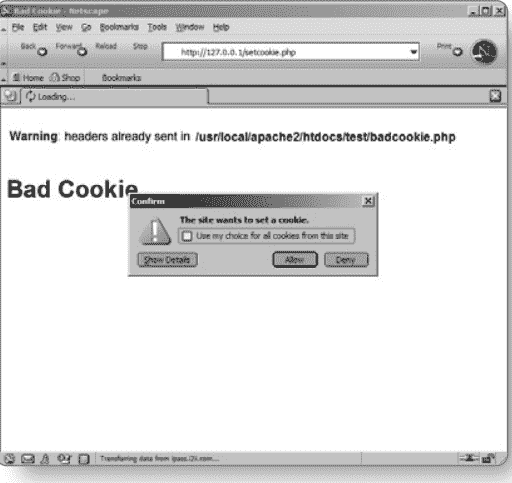 Bad Cookie - Netscape
File Edit View Go Bookmarks Tools Window Help
Back Forward Reload Stop http://127.0.0.1/setcookie.php Print
Home Shop Bookmarks
Loading...
Warning: headers already sent in /usr/local/apache2/htdocs/test/badcookie.php
Bad Cookie
Confirm
The site wants to set a cookie.
Use my choice for all cookies from this site
Show Details Allow Deny
Transferring data from